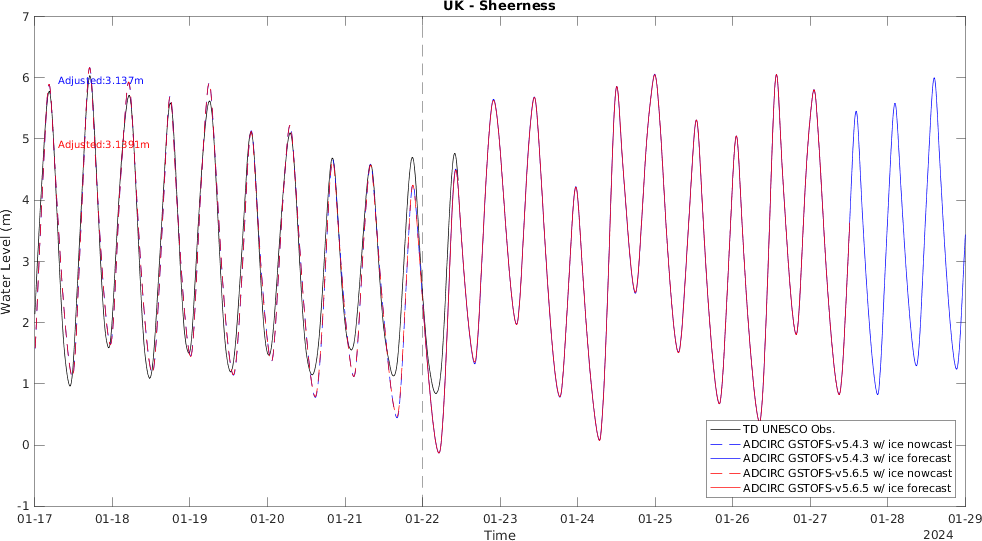 UK - Sheerness
7
6
5
4
3
2
1
0
-1
Water Level (m)
Adjusted:3.137m
Adjusted:3.1391m
TD UNESCO Obs.
ADCIRC GSTOFS-v5.4.3 w/ ice nowcast
ADCIRC GSTOFS-v5.4.3 w/ ice forecast
ADCIRC GSTOFS-v5.6.5 w/ ice nowcast
ADCIRC GSTOFS-v5.6.5 w/ ice forecast
01-17 01-18 01-19 01-20 01-21 01-22 01-23 01-24 01-25 01-26 01-27 01-28 01-29
Time
2024